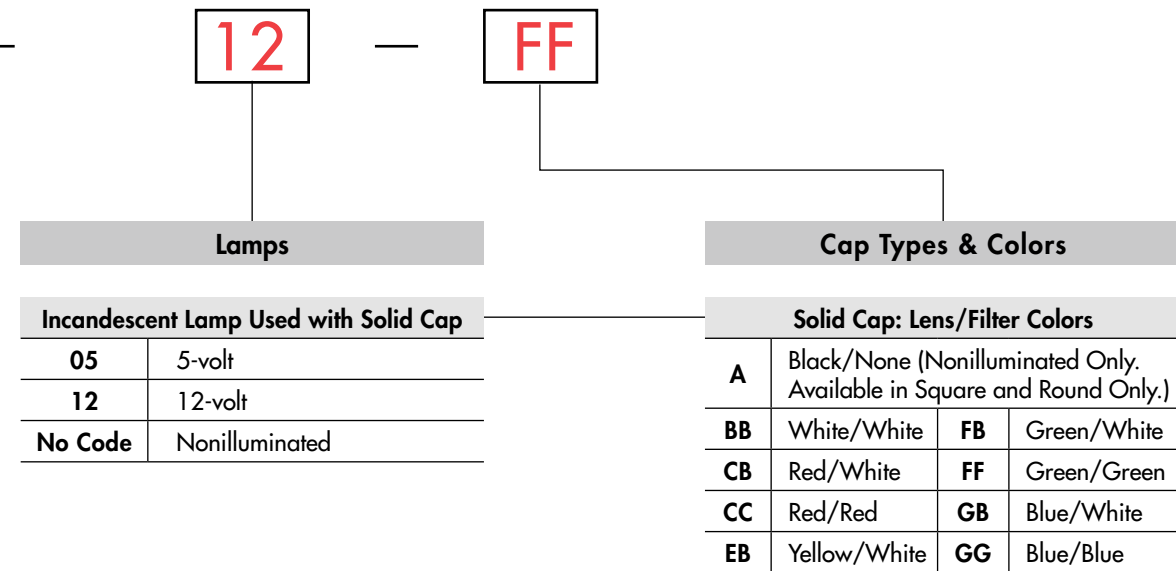 — 12 — FF
Lamps
Cap Types & Colors
Incandescent Lamp Used with Solid Cap
05 5-volt
12 12-volt
No Code Nonilluminated
Solid Cap: Lens/Filter Colors
A Black/None (Nonilluminated Only.
Available in Square and Round Only.)
BB White/White FB Green/White
CB Red/White FF Green/Green
CC Red/Red GB Blue/White
EB Yellow/White GG Blue/Blue